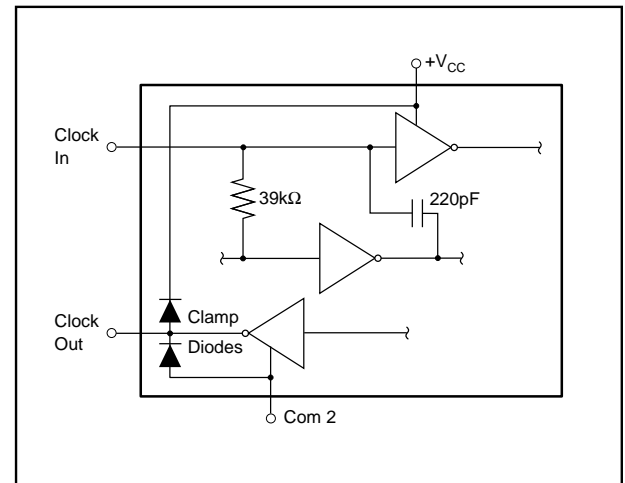 +VCC
Clock
In
39kΩ
220pF
Clock
Out
Clamp
Diodes
Com 2